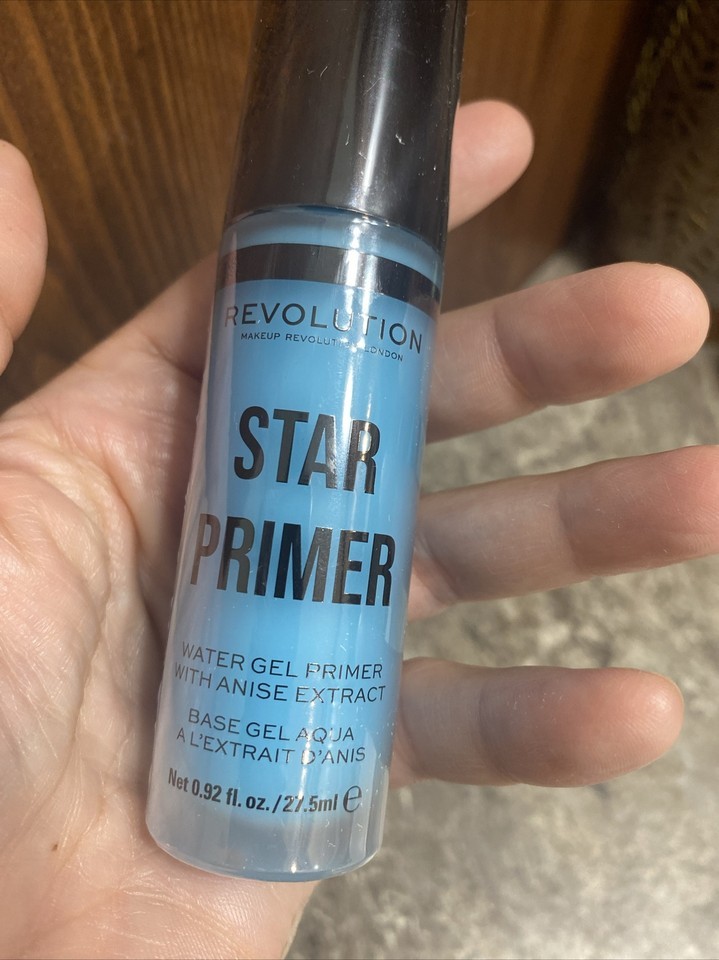 REVOLUTION
MAKEUP REVOLUTION LONDON
STAR
PRIMER
WATER GEL PRIMER
WITH ANISE EXTRACT
BASE GEL AQUA
A L'EXTRAIT D'ANIS
Net 0.92 fl. oz./27.5ml ℮